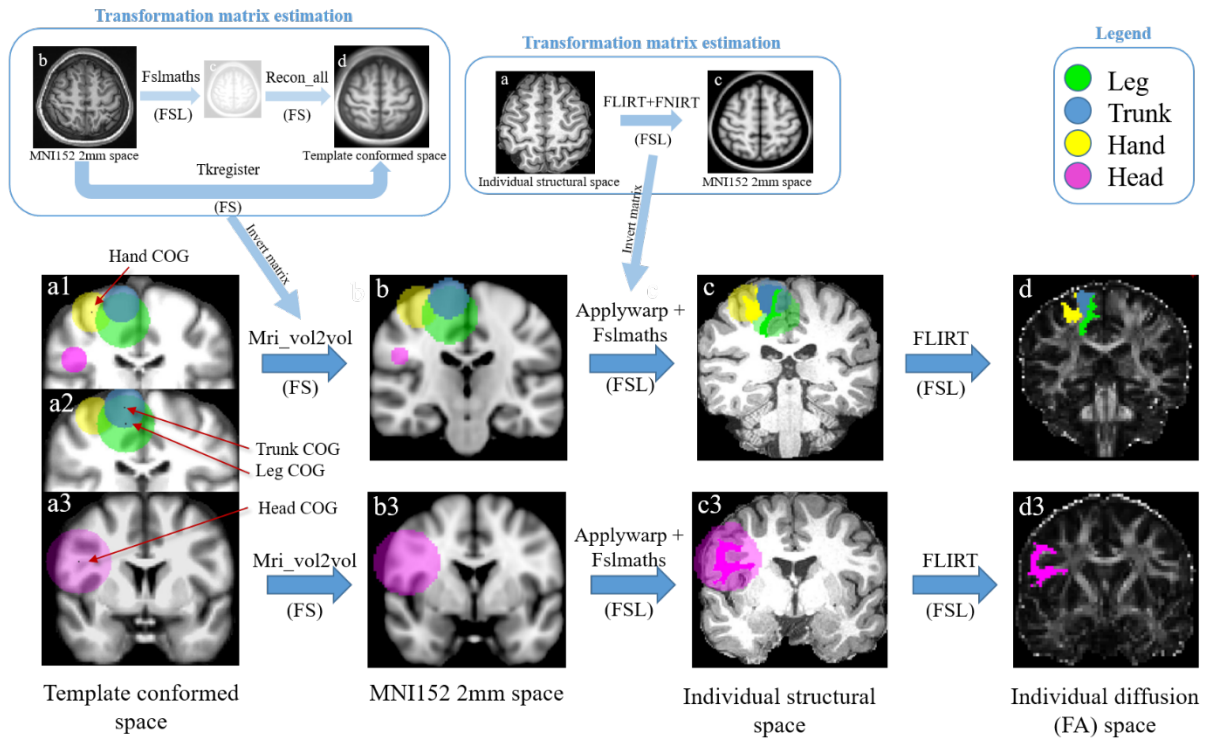 Transformation matrix estimation
b
Fslmaths
(FSL)
c
Recon_all
(FS)
d
MNI152 2mm space
Template conformed space
Tkregister
(FS)
Invert matrix
Transformation matrix estimation
a
FLIRT+FNIRT
(FSL)
c
Individual structural space
MNI152 2mm space
Invert matrix
Legend
Leg
Trunk
Hand
Head
Hand COG
a1
a2
Trunk COG
Leg COG
Mri_vol2vol
(FS)
b
Applywarp +
Fslmaths
(FSL)
c
FLIRT
(FSL)
d
a3
Head COG
Mri_vol2vol
(FS)
b3
Applywarp +
Fslmaths
(FSL)
c3
FLIRT
(FSL)
d3
Template conformed
space
MNI152 2mm space
Individual structural
space
Individual diffusion
(FA) space